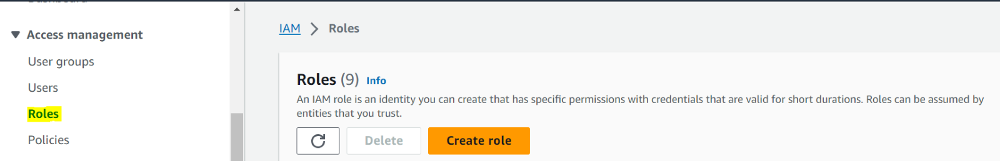 Dashboard
Access management
User groups
Users
Roles
Policies
IAM > Roles
Roles (9) Info
An IAM role is an identity you can create that has specific permissions with credentials that are valid for short durations. Roles can be assumed by
entities that you trust.
Delete
Create role